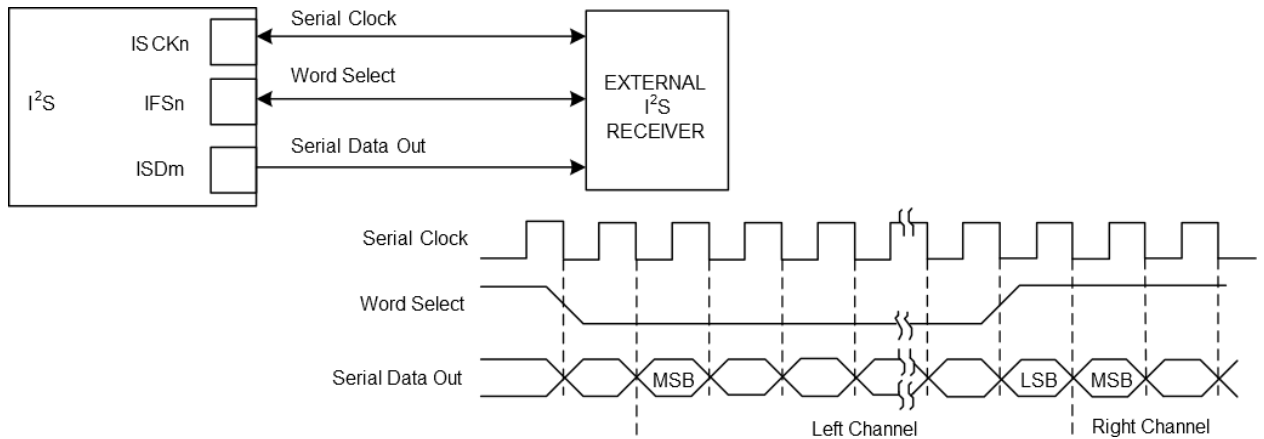 I²S
ISCKn
IFSn
ISDm
Serial Clock
Word Select
Serial Data Out
EXTERNAL
I²S
RECEIVER
Serial Clock
Word Select
Serial Data Out
MSB
LSB
MSB
Left Channel
Right Channel